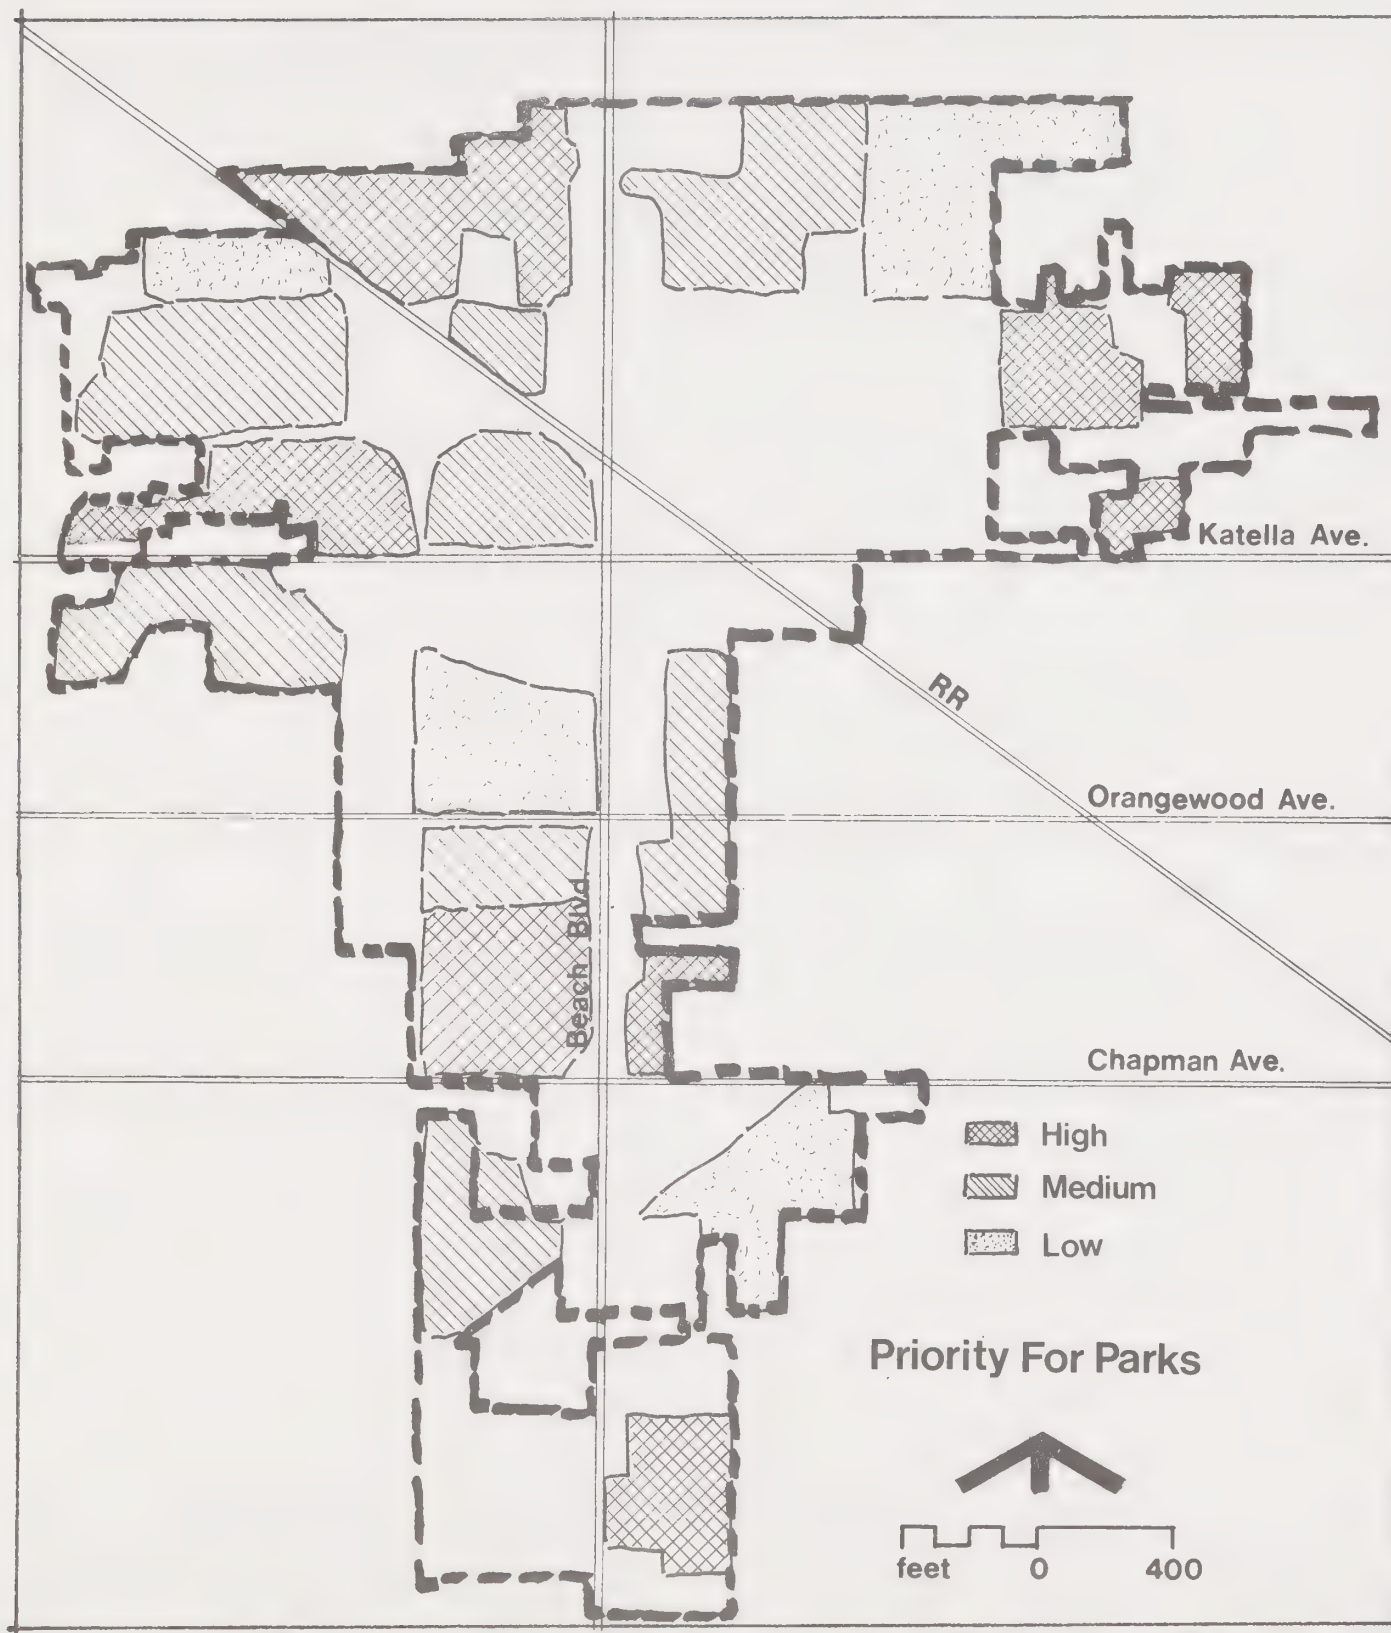 Katella Ave.
RR
Orangewood Ave.
Beach Blvd.
Chapman Ave.
High
Medium
Low
Priority For Parks
feet 0 400